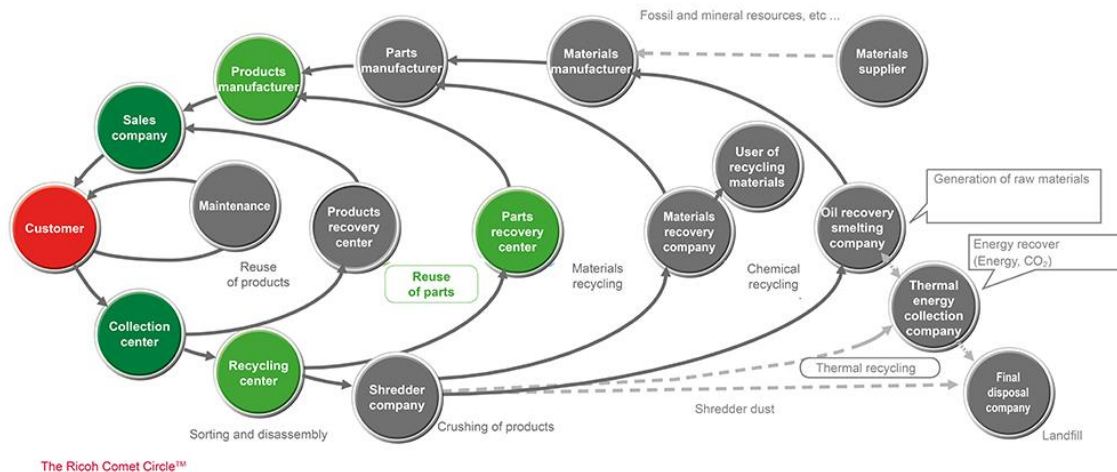 Fossil and mineral resources, etc ...
Parts
manufacturer
Materials
manufacturer
Materials
supplier
Products
manufacturer
Sales
company
User of
recycling
materials
Generation of raw materials
Customer
Maintenance
Products
recovery
center
Parts
recovery
center
Materials
recovery
company
Oil recovery
smelting
company
Energy recover
(Energy, CO₂)
Reuse
of products
Reuse
of parts
Materials
recycling
Chemical
recycling
Thermal
energy
collection
company
Collection
center
Recycling
center
Shredder
company
Thermal recycling
Final
disposal
company
Shredder dust
Sorting and disassembly
Crushing of products
Landfill
The Ricoh Comet Circle™